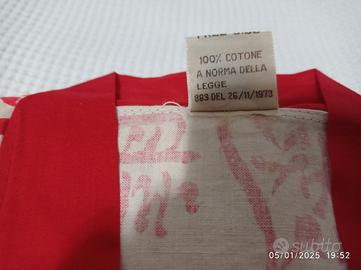 100% COTONE
A NORMA DELLA
LEGGE
883 DEL 26/11/1973
subito
05/01/2025 19:52